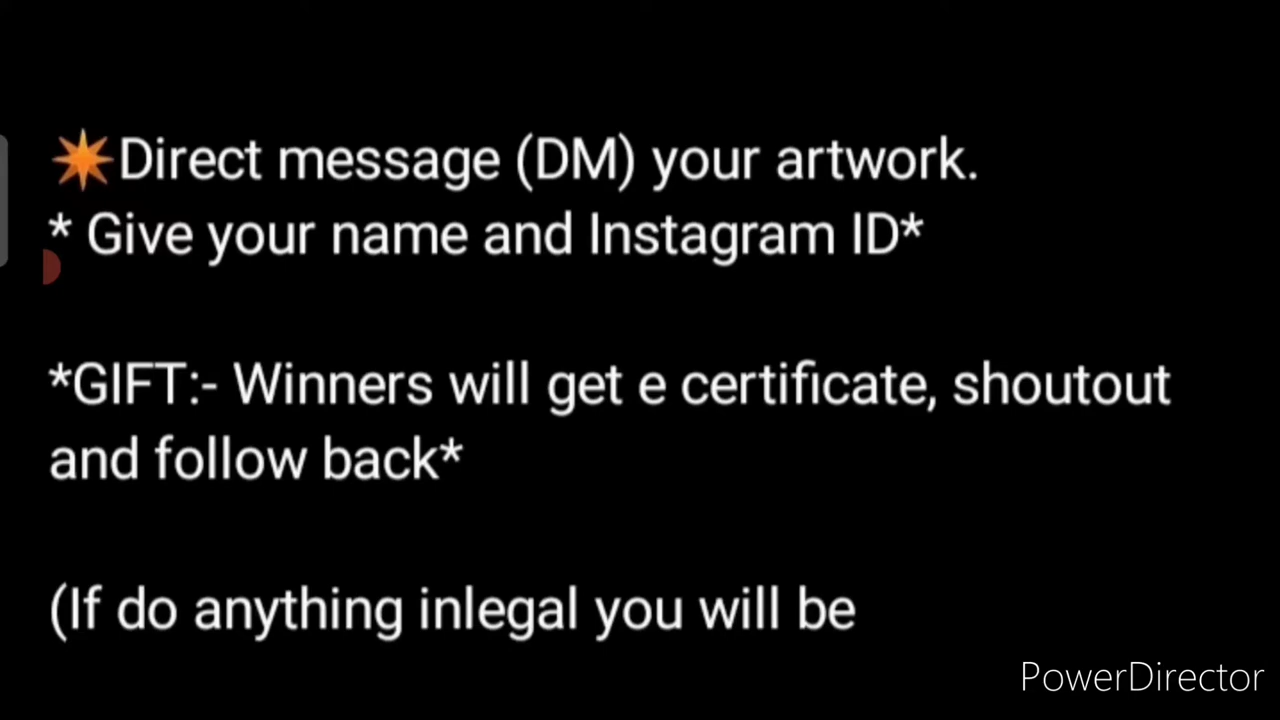 ✴Direct message (DM) your artwork.
* Give your name and Instagram ID*
*GIFT:- Winners will get e certificate, shoutout
and follow back*
(If do anything inlegal you will be
PowerDirector